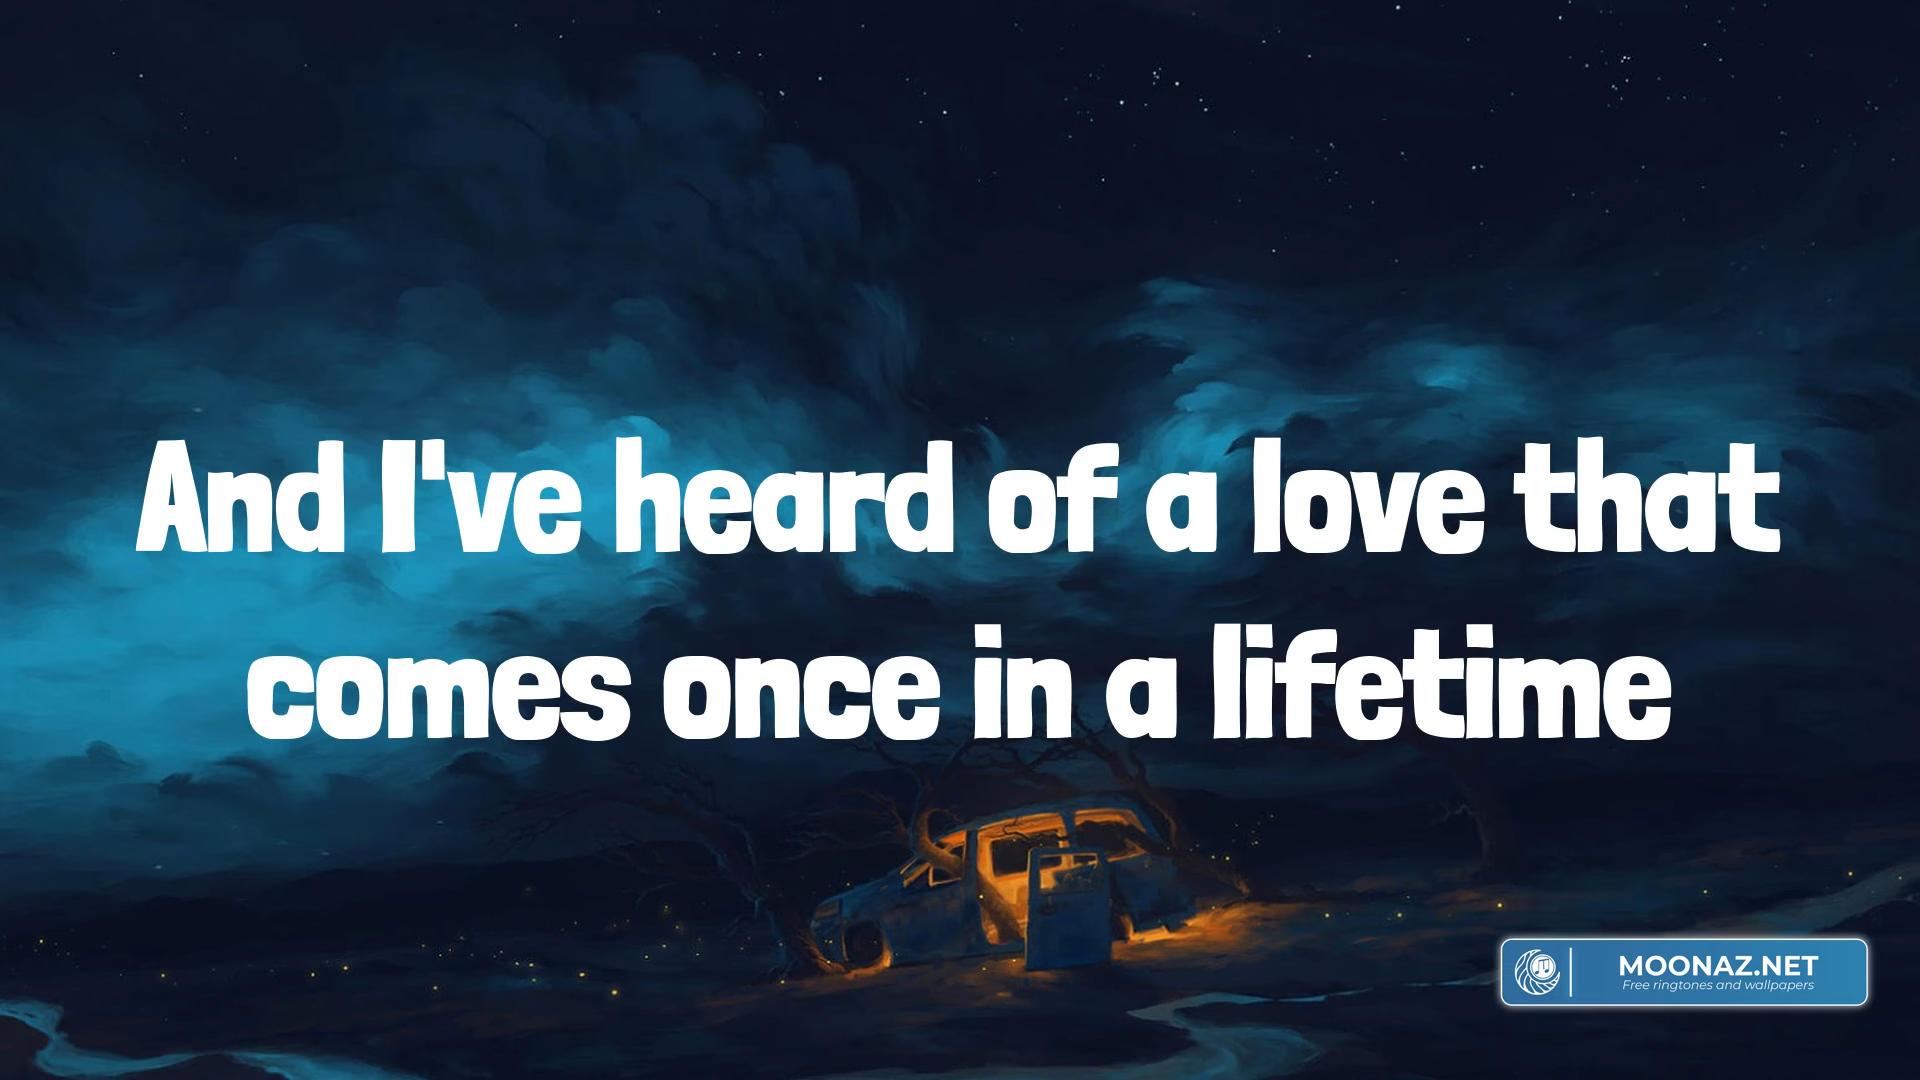 And I've heard of a love that
comes once in a lifetime
MOONAZ.NET
Free ringtones and wallpapers